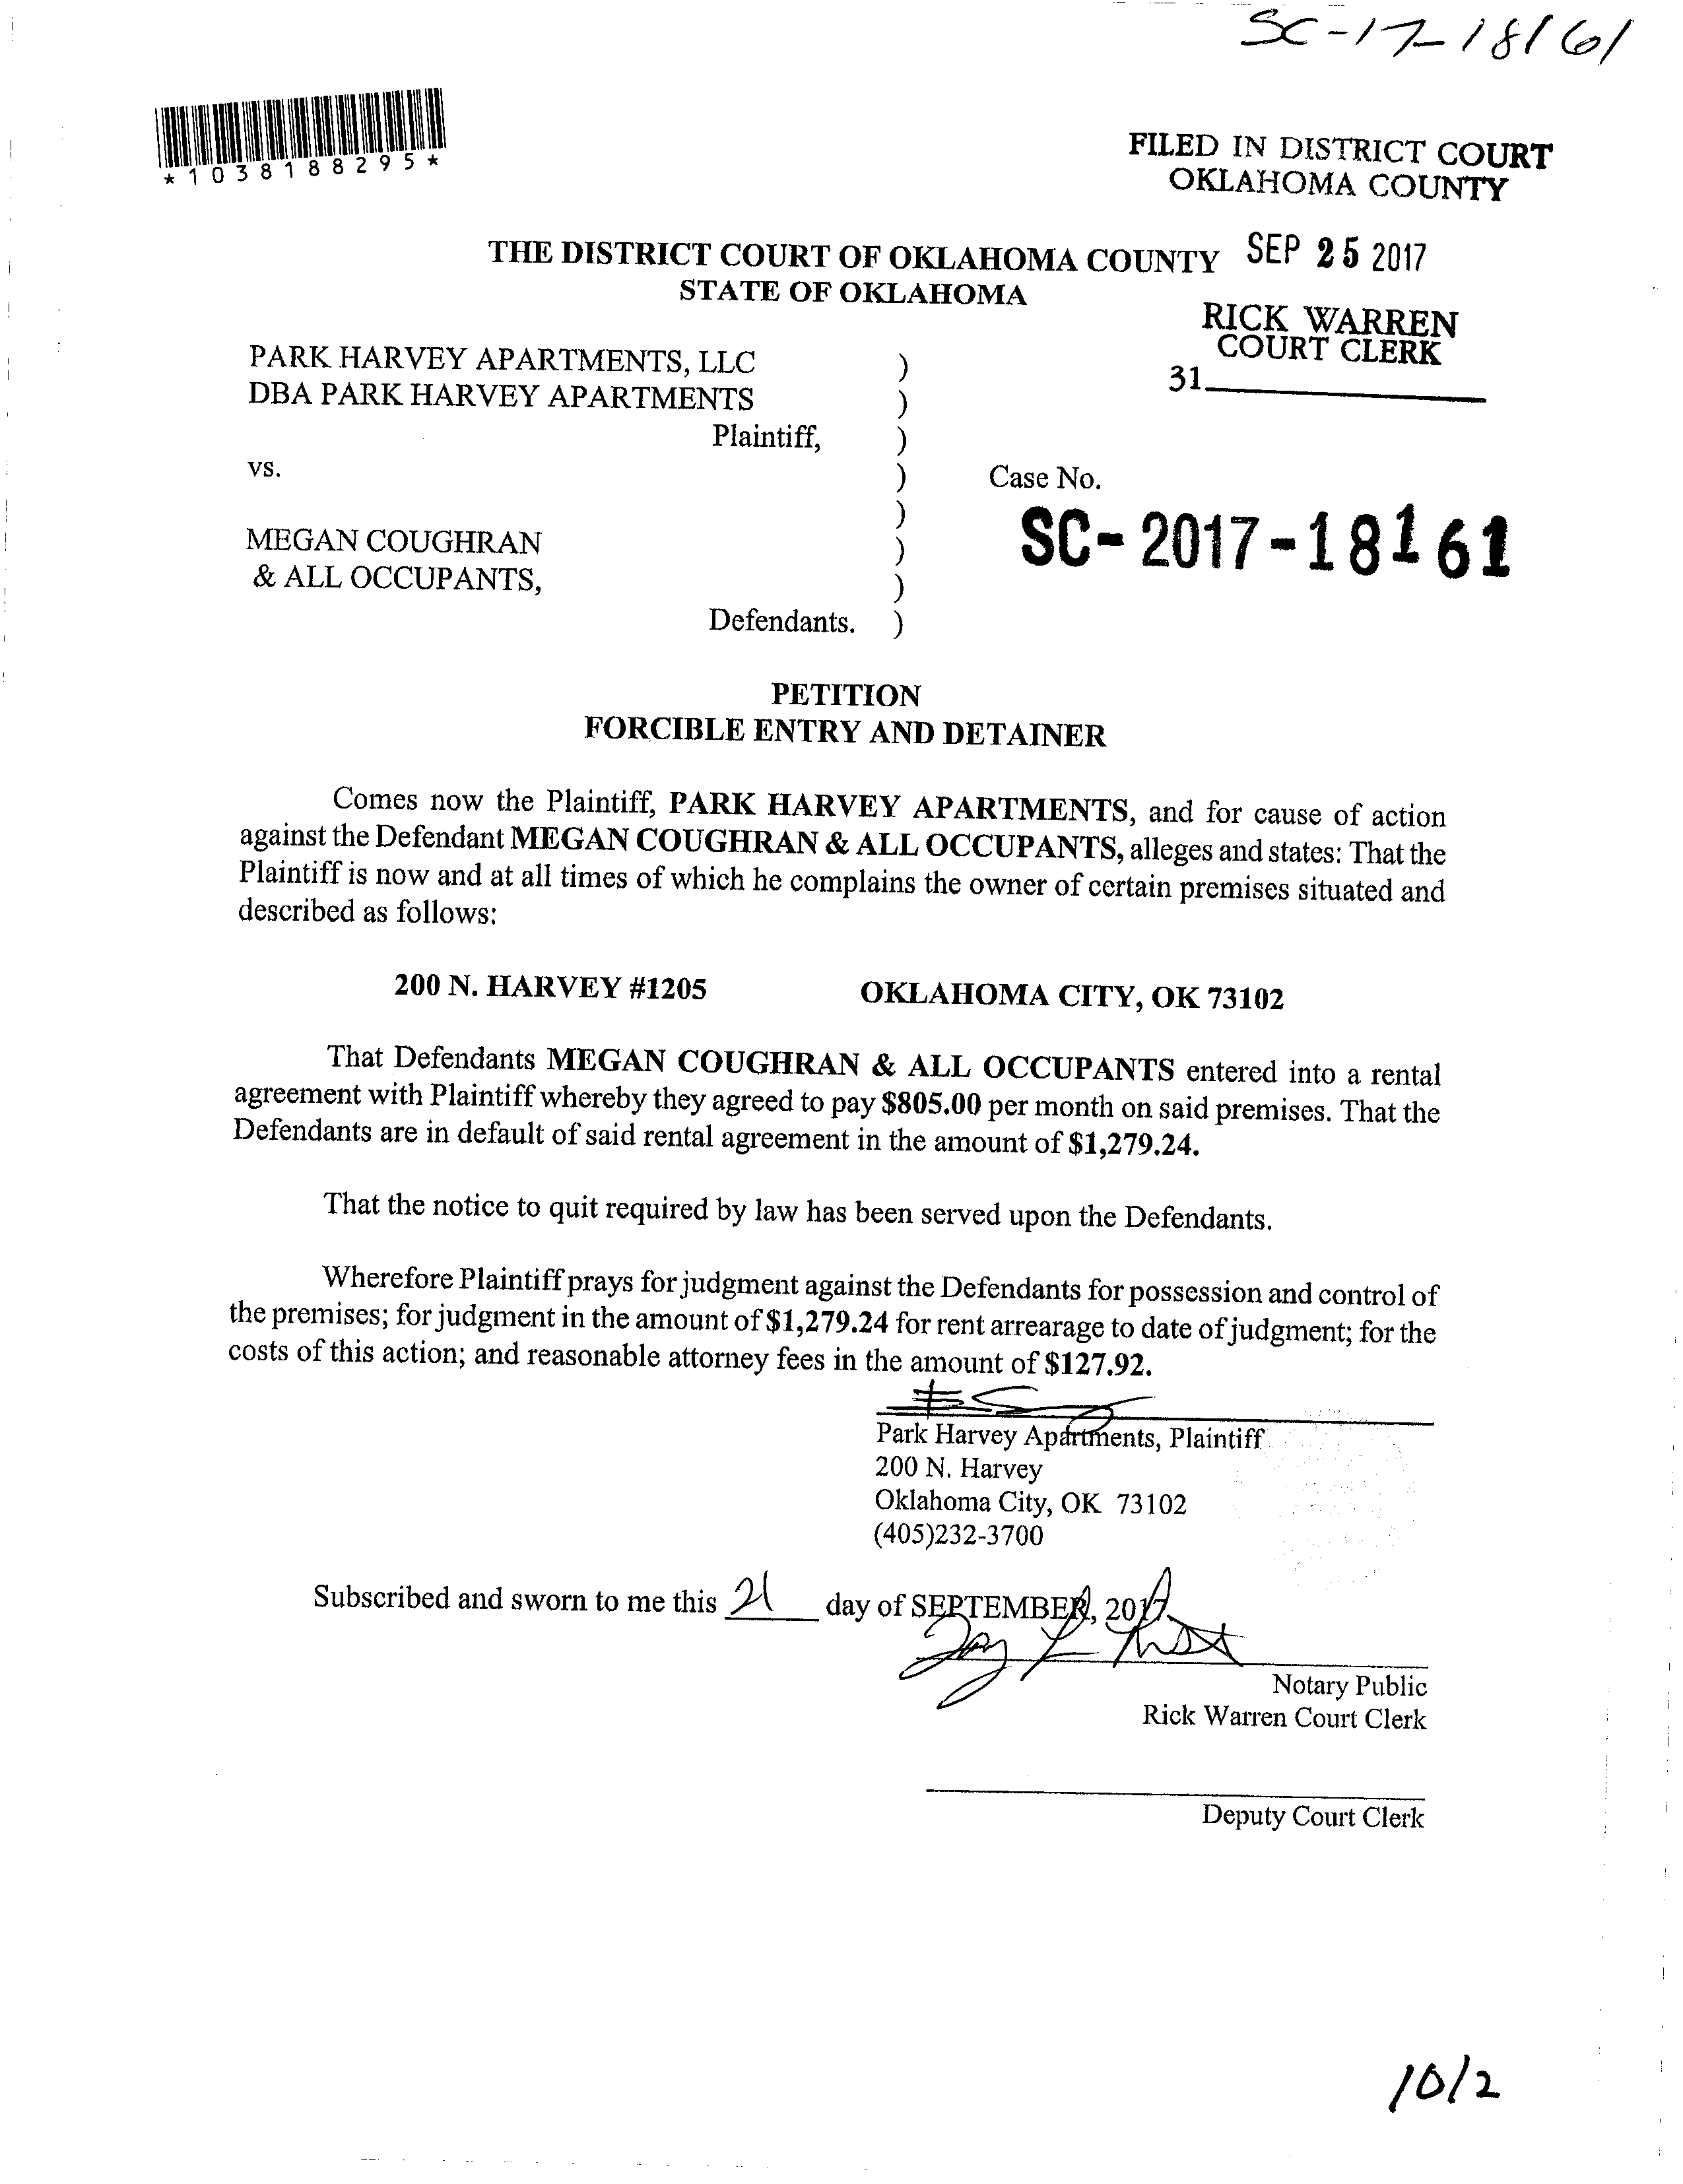 SC-17-18161
*1038188295*
FILED IN DISTRICT COURT
OKLAHOMA COUNTY
SEP 25 2017
RICK WARREN
COURT CLERK
31
THE DISTRICT COURT OF OKLAHOMA COUNTY
STATE OF OKLAHOMA
PARK HARVEY APARTMENTS, LLC )
DBA PARK HARVEY APARTMENTS )
Plaintiff, )
vs. )
)
MEGAN COUGHRAN )
& ALL OCCUPANTS, )
Defendants. )
Case No.
SC-2017-18161
PETITION
FORCIBLE ENTRY AND DETAINER
Comes now the Plaintiff, PARK HARVEY APARTMENTS, and for cause of action
against the Defendant MEGAN COUGHRAN & ALL OCCUPANTS, alleges and states: That the
Plaintiff is now and at all times of which he complains the owner of certain premises situated and
described as follows:
200 N. HARVEY #1205 OKLAHOMA CITY, OK 73102
That Defendants MEGAN COUGHRAN & ALL OCCUPANTS entered into a rental
agreement with Plaintiff whereby they agreed to pay $805.00 per month on said premises. That the
Defendants are in default of said rental agreement in the amount of $1,279.24.
That the notice to quit required by law has been served upon the Defendants.
Wherefore Plaintiff prays for judgment against the Defendants for possession and control of
the premises; for judgment in the amount of $1,279.24 for rent arrearage to date of judgment; for the
costs of this action; and reasonable attorney fees in the amount of $127.92.
Park Harvey Apartments, Plaintiff
200 N. Harvey
Oklahoma City, OK 73102
(405)232-3700
Subscribed and sworn to me this 21 day of SEPTEMBER, 2017.
Notary Public
Rick Warren Court Clerk
Deputy Court Clerk
10/2